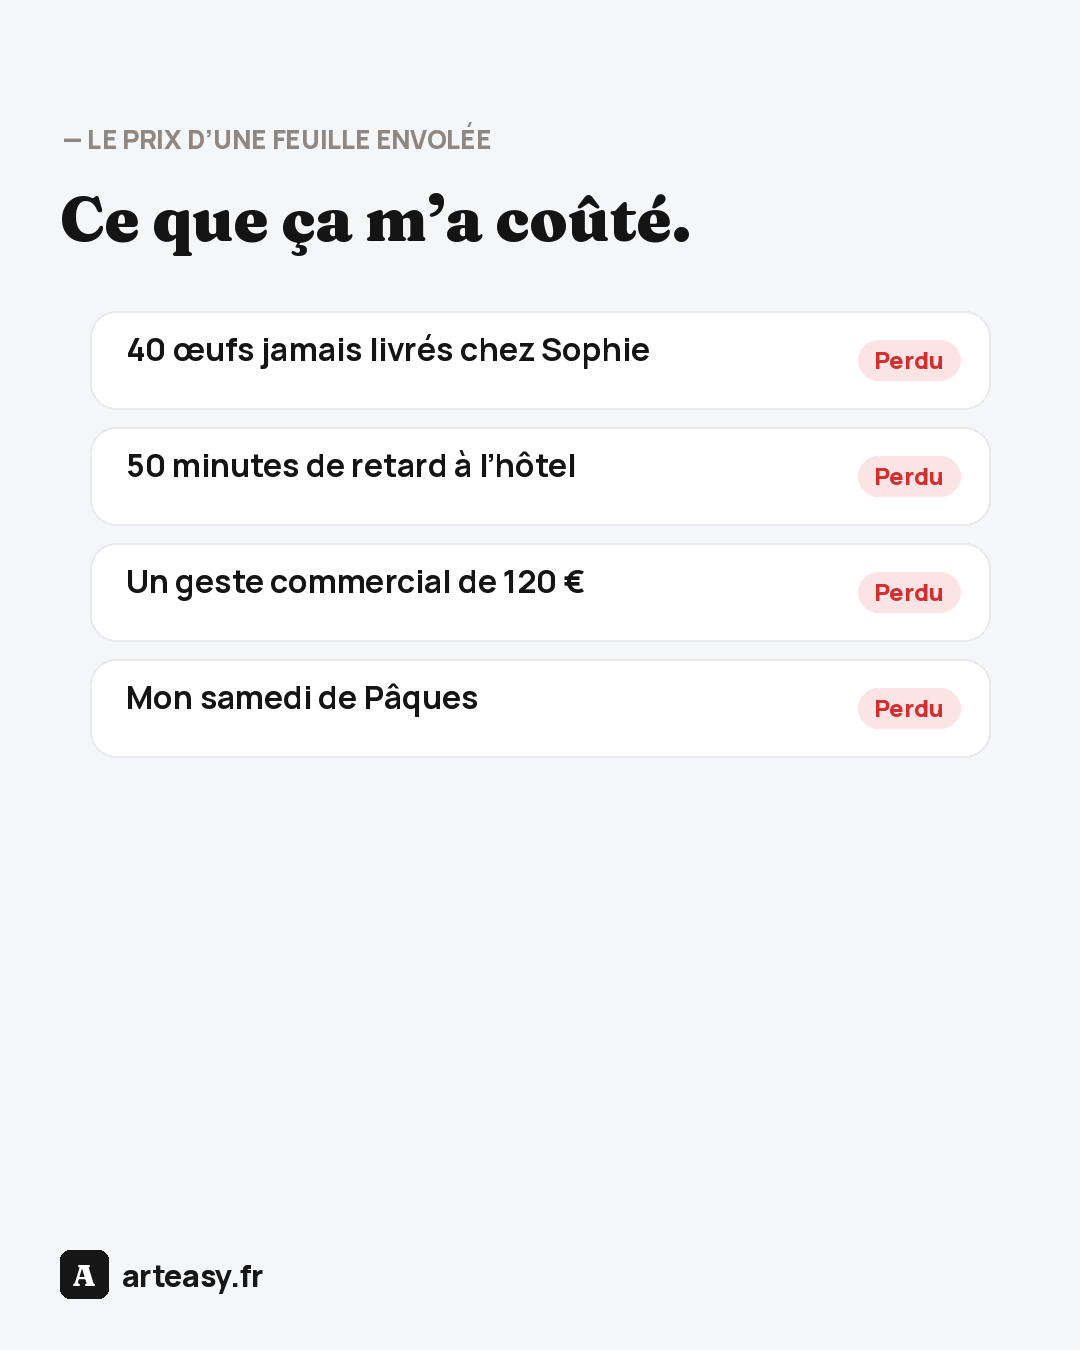 — LE PRIX D’UNE FEUILLE ENVOLÉE
Ce que ça m’a coûté.
40 œufs jamais livrés chez Sophie
Perdu
50 minutes de retard à l’hôtel
Perdu
Un geste commercial de 120 €
Perdu
Mon samedi de Pâques
Perdu
A arteasy.fr